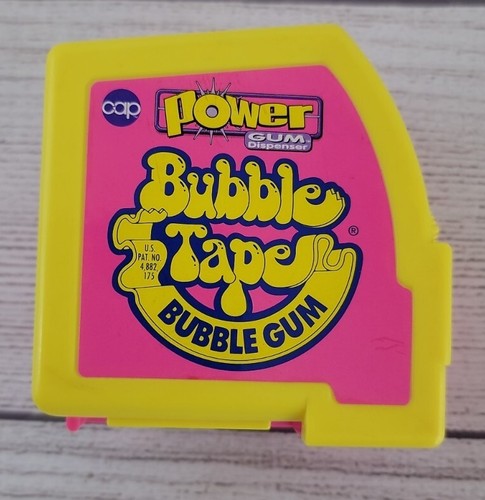 cap
power
GUM
Dispenser
Bubble
Tape ®
U.S.
PAT. NO.
4,882,
175
BUBBLE GUM